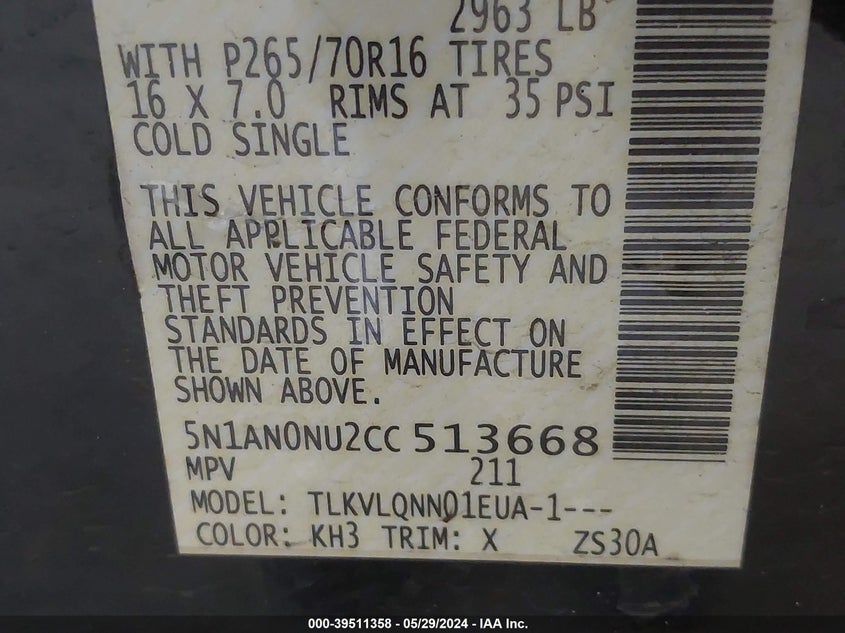 2963 LB
WITH P265/70R16 TIRES
16 X 7.0 RIMS AT 35 PSI
COLD SINGLE
THIS VEHICLE CONFORMS TO
ALL APPLICABLE FEDERAL
MOTOR VEHICLE SAFETY AND
THEFT PREVENTION
STANDARDS IN EFFECT ON
THE DATE OF MANUFACTURE
SHOWN ABOVE.
5N1AN0NU2CC 513668
MPV 211
MODEL: TLKVLQNN01EUA-1---
COLOR: KH3 TRIM: X ZS30A
000-39511358 - 05/29/2024 - IAA Inc.